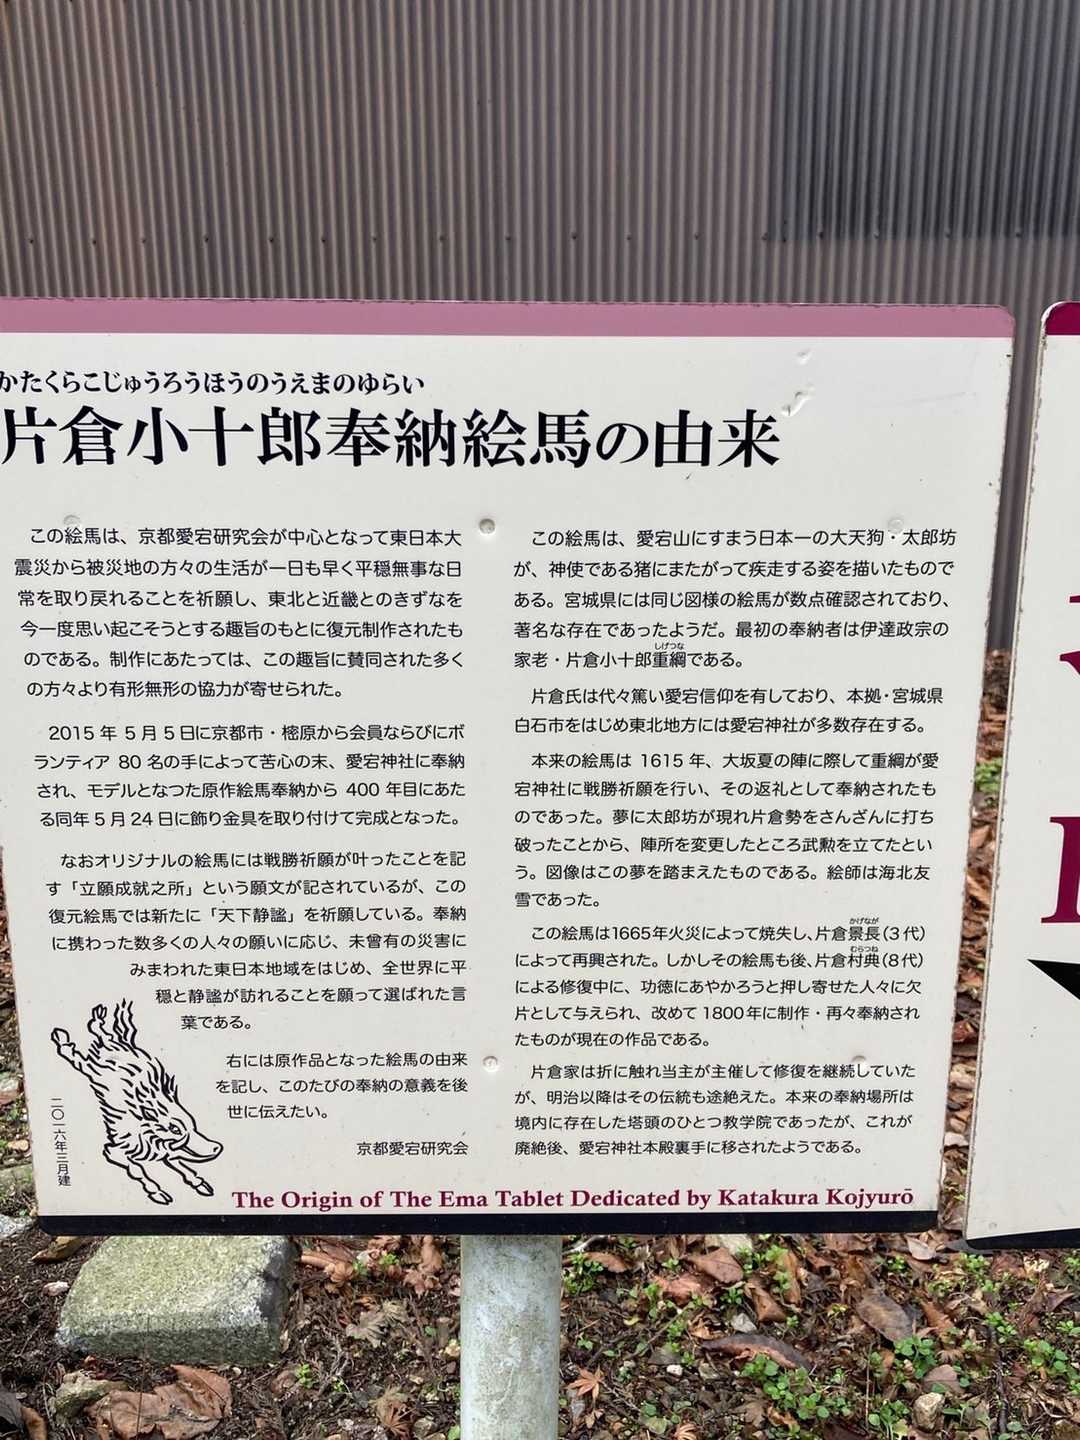 かたくらこじゅうろうほうのうえまのゆらい
片倉小十郎奉納絵馬の由来
この絵馬は、京都愛宕研究会が中心となって東日本大
震災から被災地の方々の生活が一日も早く平穏無事な日
常を取り戻れることを祈願し、東北と近畿とのきずなを
今一度思い起こそうとする趣旨のもとに復元制作されたも
のである。制作にあたっては、この趣旨に賛同された多く
の方々より有形無形の協力が寄せられた。
2015 年 5 月 5 日に京都市・樒原から会員ならびにボ
ランティア 80 名の手によって苦心の末、愛宕神社に奉納
され、モデルとなつた原作絵馬奉納から 400 年目にあた
る同年 5 月 24 日に飾り金具を取り付けて完成となった。
なおオリジナルの絵馬には戦勝祈願が叶ったことを記
す「立願成就之所」という願文が記されているが、この
復元絵馬では新たに「天下静謐」を祈願している。奉納
に携わった数多くの人々の願いに応じ、未曾有の災害に
みまわれた東日本地域をはじめ、全世界に平
穏と静謐が訪れることを願って選ばれた言
葉である。
右には原作品となった絵馬の由来
を記し、このたびの奉納の意義を後
世に伝えたい。
京都愛宕研究会
二〇一六年三月建
この絵馬は、愛宕山にすまう日本一の大天狗・太郎坊
が、神使である猪にまたがって疾走する姿を描いたもので
ある。宮城県には同じ図様の絵馬が数点確認されており、
著名な存在であったようだ。最初の奉納者は伊達政宗の
しげつな
家老・片倉小十郎重綱である。
片倉氏は代々篤い愛宕信仰を有しており、本拠・宮城県
白石市をはじめ東北地方には愛宕神社が多数存在する。
本来の絵馬は 1615 年、大坂夏の陣に際して重綱が愛
宕神社に戦勝祈願を行い、その返礼として奉納されたも
のであった。夢に太郎坊が現れ片倉勢をさんざんに打ち
破ったことから、陣所を変更したところ武勲を立てたとい
う。図像はこの夢を踏まえたものである。絵師は海北友
雪であった。
かげなが
この絵馬は1665年火災によって焼失し、片倉景長(3代)
むらつね
によって再興された。しかしその絵馬も後、片倉村典(8代)
による修復中に、功徳にあやかろうと押し寄せた人々に欠
片として与えられ、改めて 1800年に制作・再々奉納され
たものが現在の作品である。
片倉家は折に触れ当主が主催して修復を継続していた
が、明治以降はその伝統も途絶えた。本来の奉納場所は
境内に存在した塔頭のひとつ教学院であったが、これが
廃絶後、愛宕神社本殿裏手に移されたようである。
The Origin of The Ema Tablet Dedicated by Katakura Kojyurō